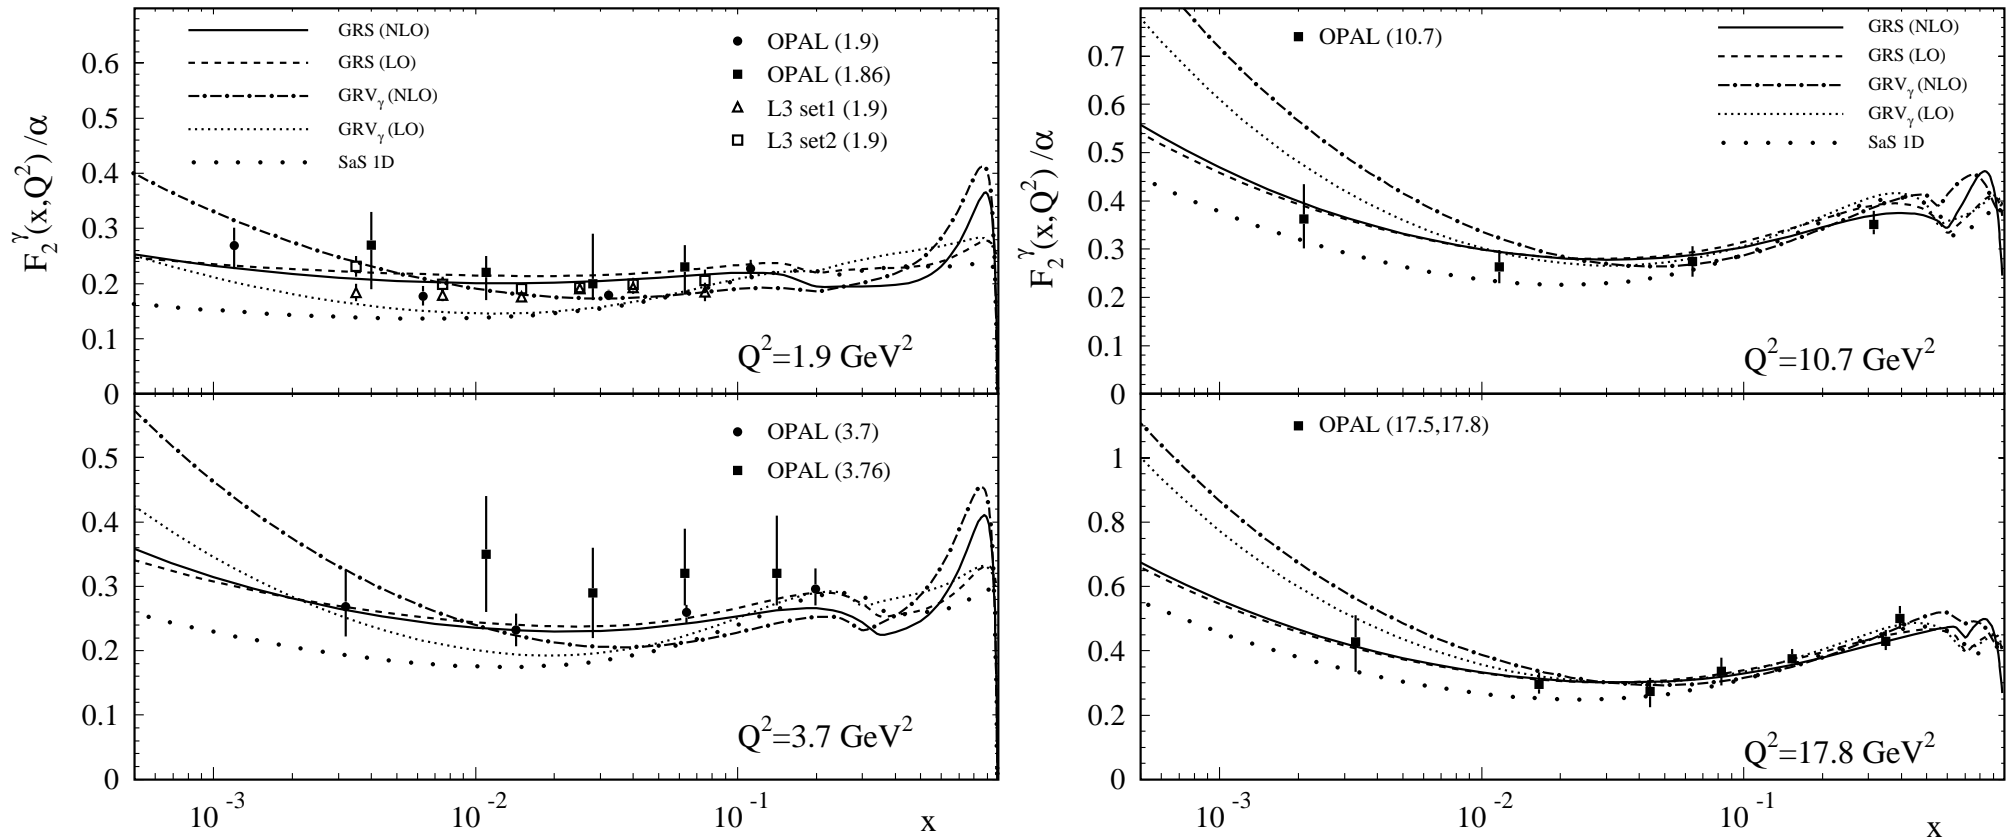 GRS (NLO)
GRS (LO)
GRVγ (NLO)
GRVγ (LO)
SaS 1D
OPAL (1.9)
OPAL (1.86)
L3 set1 (1.9)
L3 set2 (1.9)
F₂^γ(x,Q²) /α
0.6
0.5
0.4
0.3
0.2
0.1
0
Q²=1.9 GeV²
OPAL (3.7)
OPAL (3.76)
0.5
0.4
0.3
0.2
0.1
0
Q²=3.7 GeV²
10⁻³ 10⁻² 10⁻¹ x
OPAL (10.7)
GRS (NLO)
GRS (LO)
GRVγ (NLO)
GRVγ (LO)
SaS 1D
F₂^γ(x,Q²) /α
0.7
0.6
0.5
0.4
0.3
0.2
0.1
0
Q²=10.7 GeV²
OPAL (17.5,17.8)
1
0.8
0.6
0.4
0.2
0
Q²=17.8 GeV²
10⁻³ 10⁻² 10⁻¹ x